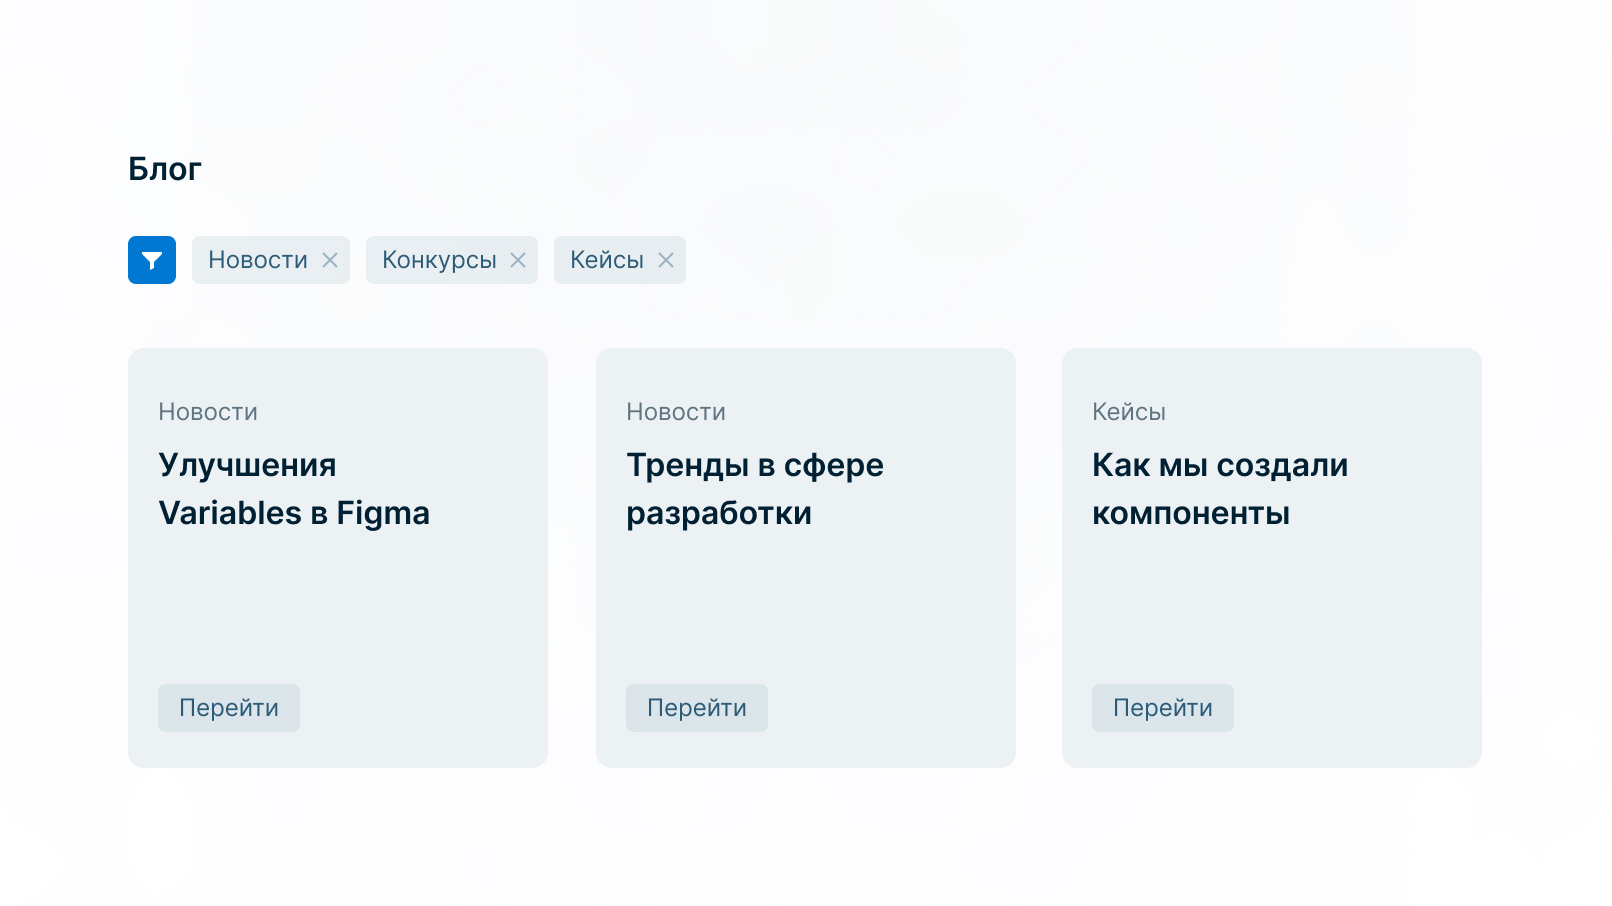 Блог
Новости Конкурсы Кейсы
Новости
Улучшения
Variables в Figma
Перейти
Новости
Тренды в сфере
разработки
Перейти
Кейсы
Как мы создали
компоненты
Перейти